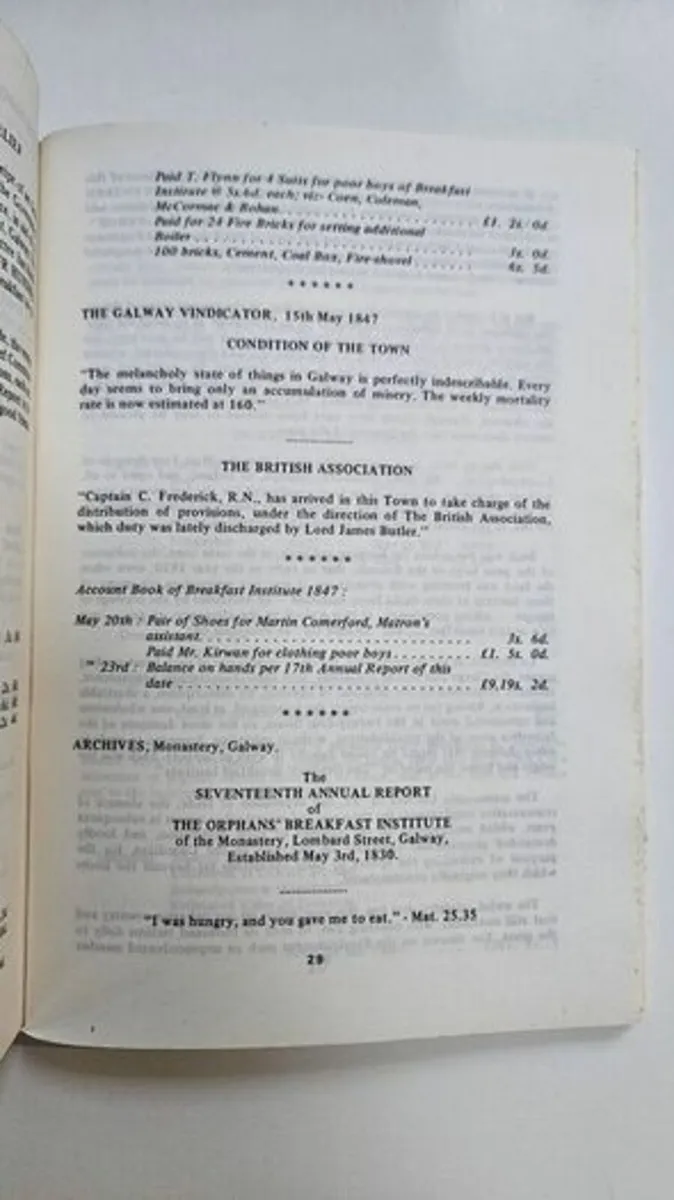 Paid T. Flynn for 4 Suits for poor boys of Breakfast
Institute @ 5s.6d. each; viz:- Coen, Coleman,
McCormac & Rohan. . . . . . . . . . . . . . . . . . . . . . . £1. 2s. 0d.
Paid for 24 Fire Bricks for setting additional
Boiler . . . . . . . . . . . . . . . . . . . . . . . . . . . . . . . . . 3s. 0d.
100 bricks, Cement, Coal Box, Fire-shovel . . . . . . . 6s. 5d.
* * * * * *
THE GALWAY VINDICATOR, 15th May 1847
CONDITION OF THE TOWN
"The melancholy state of things in Galway is perfectly indescribable. Every
day seems to bring only an accumulation of misery. The weekly mortality
rate is now estimated at 160."
THE BRITISH ASSOCIATION
"Captain C. Frederick, R.N., has arrived in this Town to take charge of the
distribution of provisions, under the direction of The British Association,
which duty was lately discharged by Lord James Butler."
* * * * * *
Account Book of Breakfast Institute 1847 :
May 20th : Pair of Shoes for Martin Comerford, Matron's
assistant. . . . . . . . . . . . . . . . . . . . . . . . . . . . . . 3s. 6d.
Paid Mr. Kirwan for clothing poor boys . . . . . . . . . £1. 5s. 0d.
" 23rd : Balance on hands per 17th Annual Report of this
date . . . . . . . . . . . . . . . . . . . . . . . . . . . . . . . . . £9.19s. 2d.
* * * * * *
ARCHIVES, Monastery, Galway.
The
SEVENTEENTH ANNUAL REPORT
of
THE ORPHANS' BREAKFAST INSTITUTE
of the Monastery, Lombard Street, Galway,
Established May 3rd, 1830.
"I was hungry, and you gave me to eat." - Mat. 25.35
29